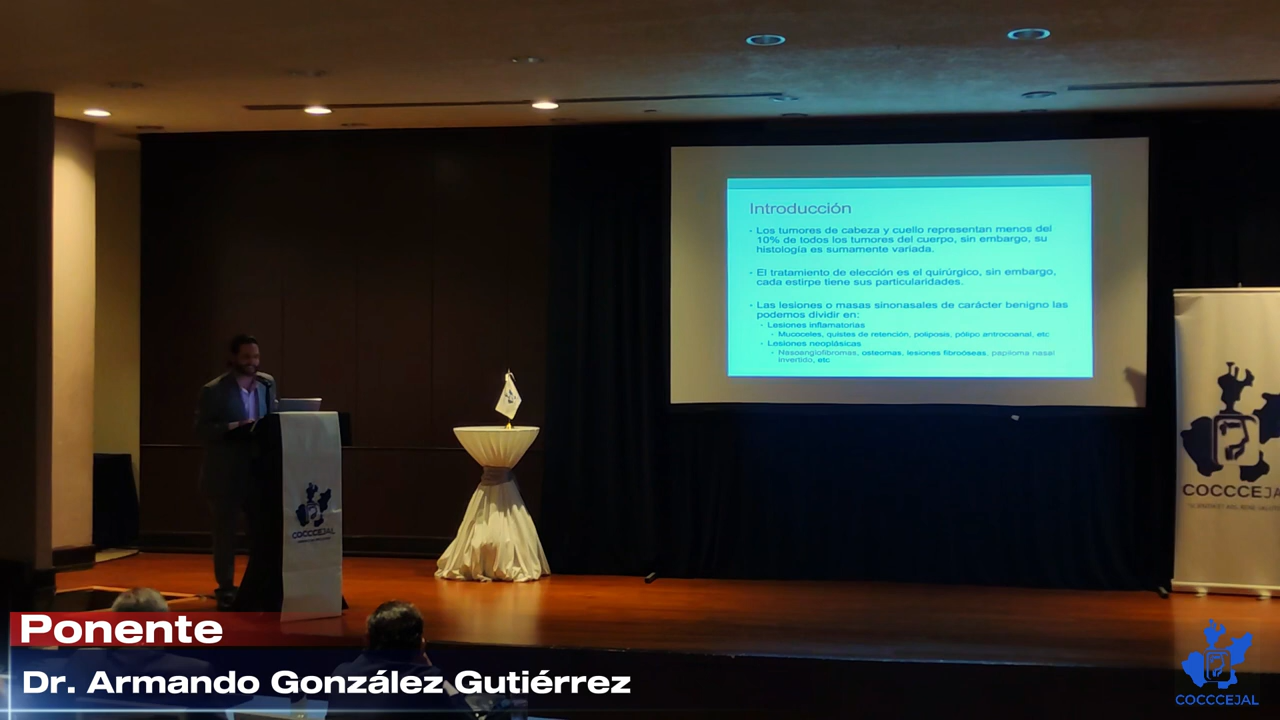 Introducción
• Los tumores de cabeza y cuello representan menos del
10% de todos los tumores del cuerpo, sin embargo, su
histología es sumamente variada.
• El tratamiento de elección es el quirúrgico, sin embargo,
cada estirpe tiene sus particularidades.
• Las lesiones o masas sinonasales de carácter benigno las
podemos dividir en:
• Lesiones inflamatorias
• Mucoceles, quistes de retención, poliposis, pólipo antrocoanal, etc
• Lesiones neoplásicas
• Nasoangiofibromas, osteomas, lesiones fibroóseas, papiloma nasal
invertido, etc
COCCCEJAL
COCCCEJA
Ponente
Dr. Armando González Gutiérrez
COCCCEJAL